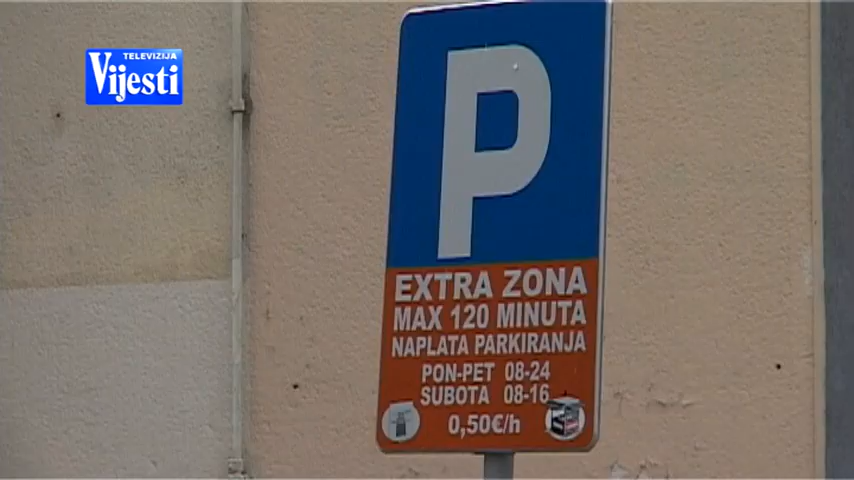 TELEVIZIJA
Vijesti
P
EXTRA ZONA
MAX 120 MINUTA
NAPLATA PARKIRANJA
PON-PET 08-24
SUBOTA 08-16
0,50€/h